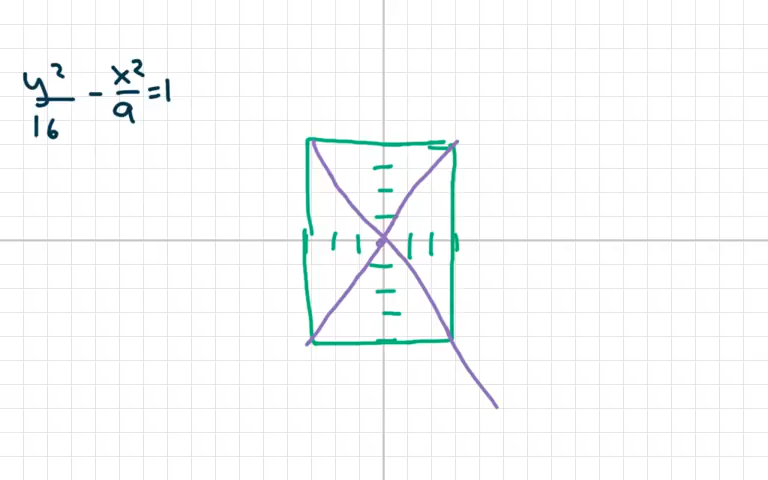 y²/16 - x²/9 = 1